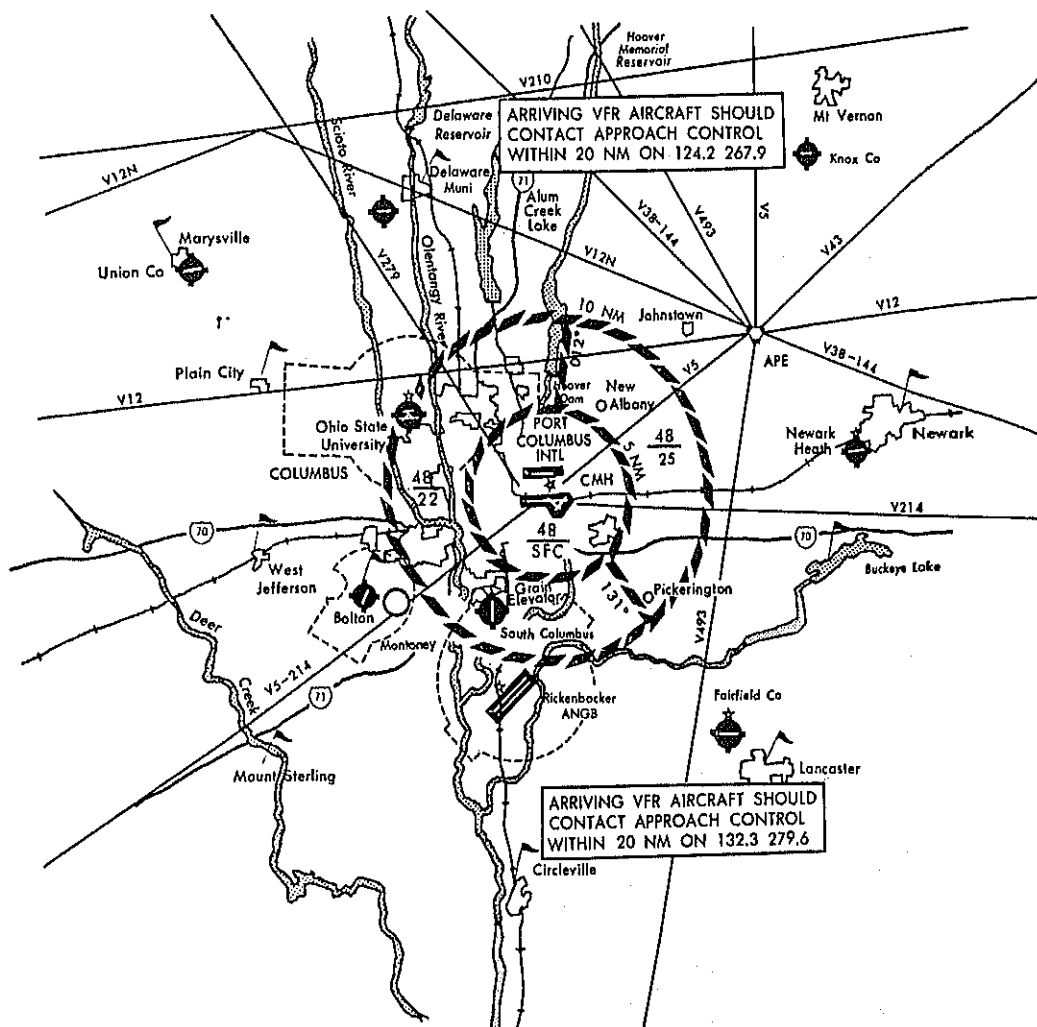 Hoover
Memorial
Reservoir
V210
Delaware
Reservoir
ARRIVING VFR AIRCRAFT SHOULD
CONTACT APPROACH CONTROL
WITHIN 20 NM ON 124.2 267.9
Mt Vernon
Knox Co
Scioto River
V12N
Delaware
Muni
71
Alum
Creek
Lake
V38-144
V493
V5
V43
Marysville
Union Co
V279
Olentangy River
V12N
10 NM
Johnstown
V12
APE
V38-144
Plain City
V12
012°
V5
Hoover
Dam
New
Albany
Ohio State
University
PORT
COLUMBUS
INTL
5 NM
48
25
Newark
Heath
Newark
COLUMBUS
48
22
CMH
V214
70
48
SFC
70
West
Jefferson
Buckeye Lake
Bolton
Grain
Elevator
131°
Pickerington
V493
Deer
Creek
Montoney
South Columbus
V5-214
71
Rickenbacker
ANGB
Fairfield Co
Mount Sterling
Lancaster
ARRIVING VFR AIRCRAFT SHOULD
CONTACT APPROACH CONTROL
WITHIN 20 NM ON 132.3 279.6
Circleville